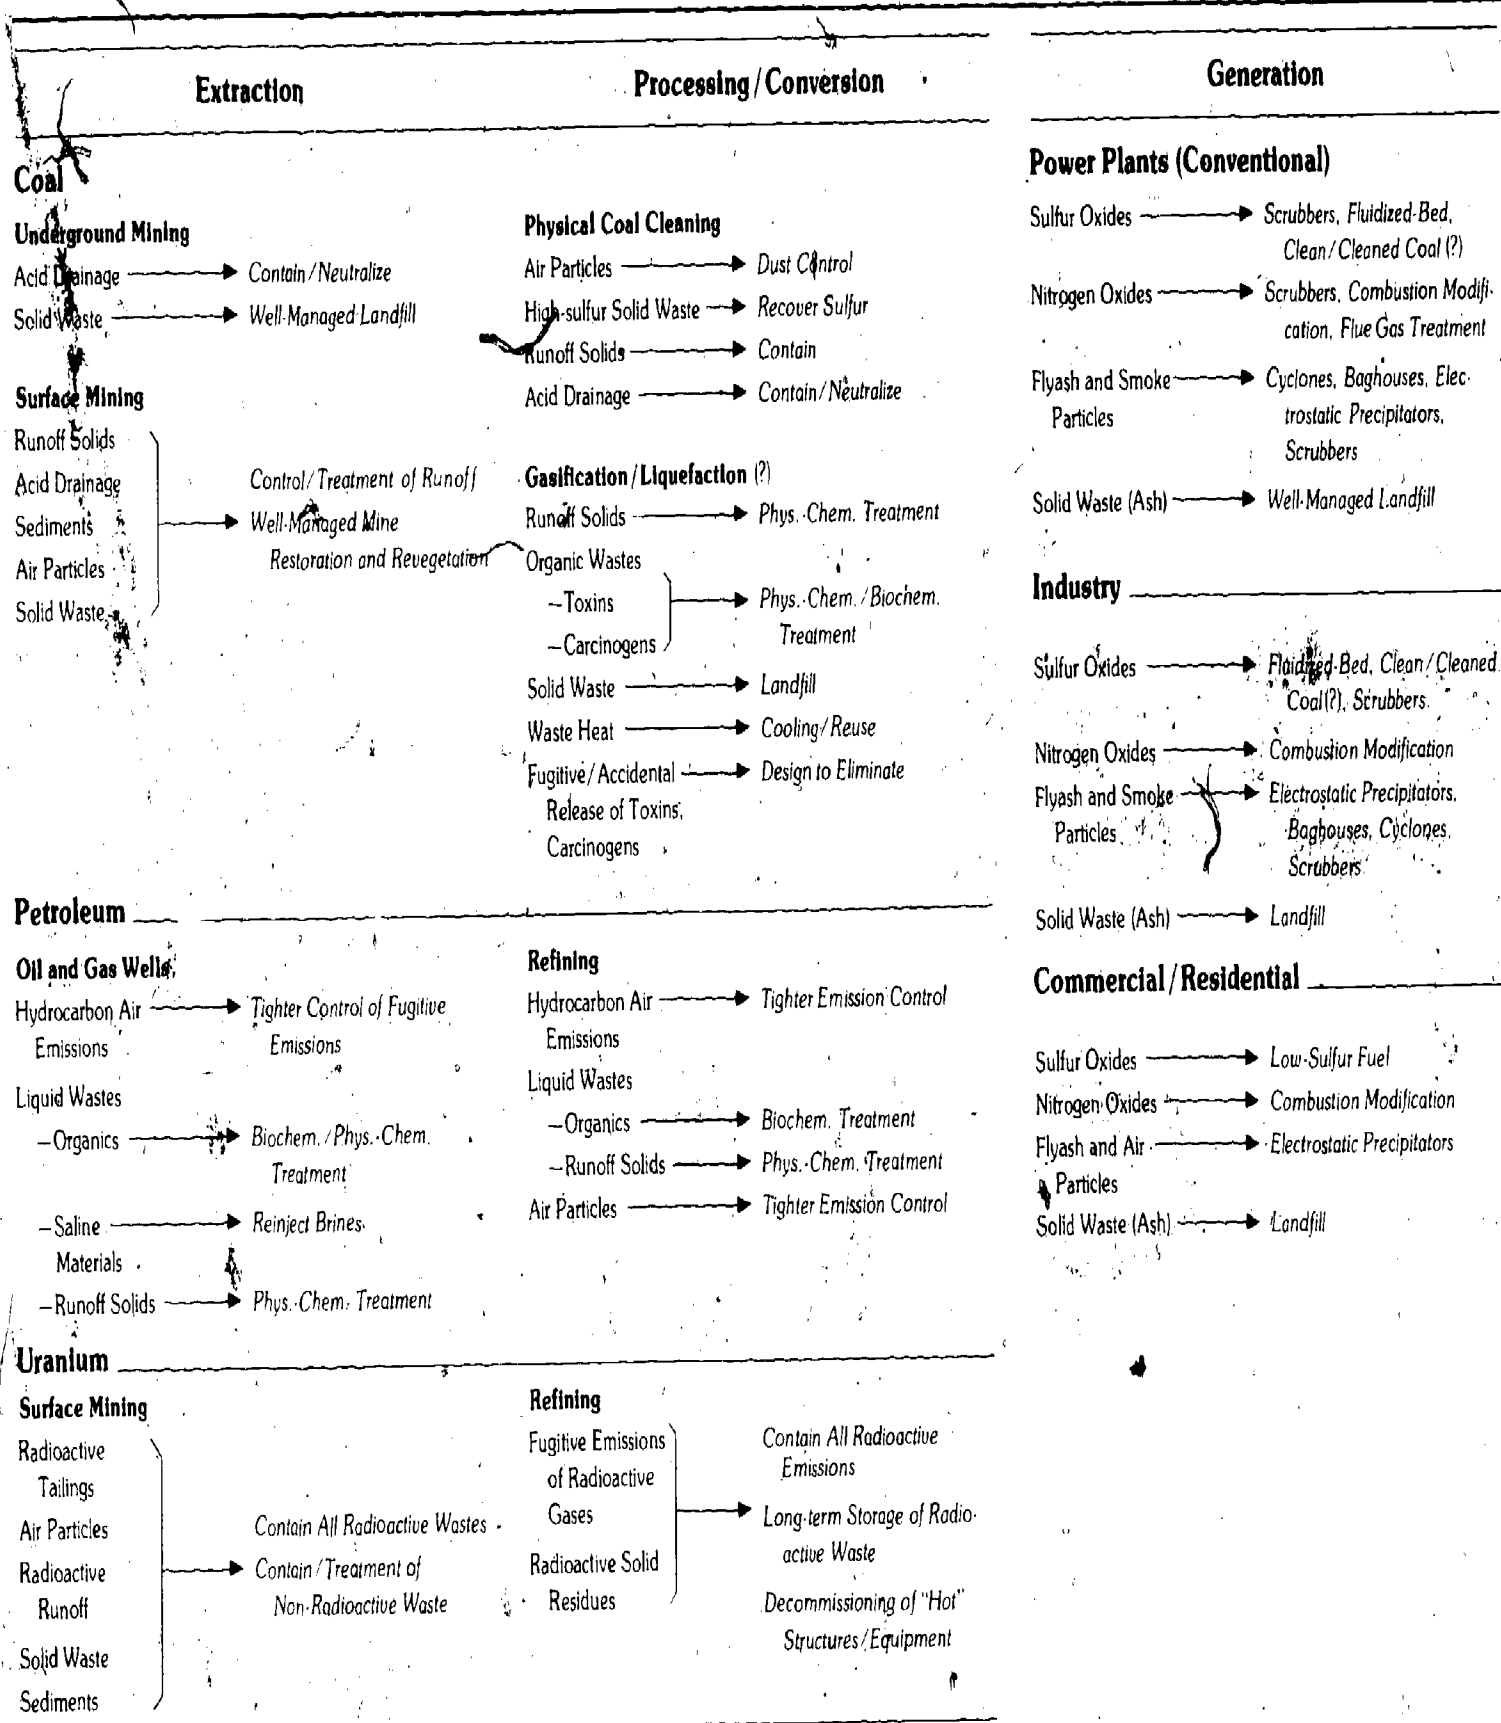 Extraction
Processing/Conversion
Coal
Underground Mining
Acid Drainage → Contain/Neutralize
Solid Waste → Well-Managed Landfill
Surface Mining
Runoff Solids
Acid Drainage
Sediments
Air Particles
Solid Waste
Control/Treatment of Runoff
Well-Managed Mine
Restoration and Revegetation
Physical Coal Cleaning
Air Particles → Dust Control
High-sulfur Solid Waste → Recover Sulfur
Runoff Solids → Contain
Acid Drainage → Contain/Neutralize
Gasification/Liquefaction (?)
Runoff Solids → Phys.-Chem. Treatment
Organic Wastes
—Toxins
—Carcinogens
Phys.-Chem./Biochem.
Treatment
Solid Waste → Landfill
Waste Heat → Cooling/Reuse
Fugitive/Accidental → Design to Eliminate
Release of Toxins,
Carcinogens
Petroleum
Oil and Gas Wells
Hydrocarbon Air → Tighter Control of Fugitive
Emissions Emissions
Liquid Wastes
—Organics → Biochem./Phys.-Chem.
Treatment
—Saline → Reinject Brines
Materials
—Runoff Solids → Phys.-Chem. Treatment
Refining
Hydrocarbon Air → Tighter Emission Control
Emissions
Liquid Wastes
—Organics → Biochem. Treatment
—Runoff Solids → Phys.-Chem. Treatment
Air Particles → Tighter Emission Control
Uranium
Surface Mining
Radioactive
Tailings
Air Particles
Radioactive
Runoff
Solid Waste
Sediments
Contain All Radioactive Wastes
Contain/Treatment of
Non-Radioactive Waste
Refining
Fugitive Emissions
of Radioactive
Gases
Radioactive Solid
Residues
Contain All Radioactive
Emissions
Long-term Storage of Radio-
active Waste
Decommissioning of "Hot"
Structures/Equipment
Generation
Power Plants (Conventional)
Sulfur Oxides → Scrubbers, Fluidized-Bed,
Clean/Cleaned Coal (?)
Nitrogen Oxides → Scrubbers, Combustion Modifi-
cation, Flue Gas Treatment
Flyash and Smoke → Cyclones, Baghouses, Elec-
Particles trostatic Precipitators,
Scrubbers
Solid Waste (Ash) → Well-Managed Landfill
Industry
Sulfur Oxides → Fluidized-Bed, Clean/Cleaned
Coal(?), Scrubbers
Nitrogen Oxides → Combustion Modification
Flyash and Smoke → Electrostatic Precipitators,
Particles Baghouses, Cyclones,
Scrubbers
Solid Waste (Ash) → Landfill
Commercial/Residential
Sulfur Oxides → Low-Sulfur Fuel
Nitrogen Oxides → Combustion Modification
Flyash and Air → Electrostatic Precipitators
Particles
Solid Waste (Ash) → Landfill